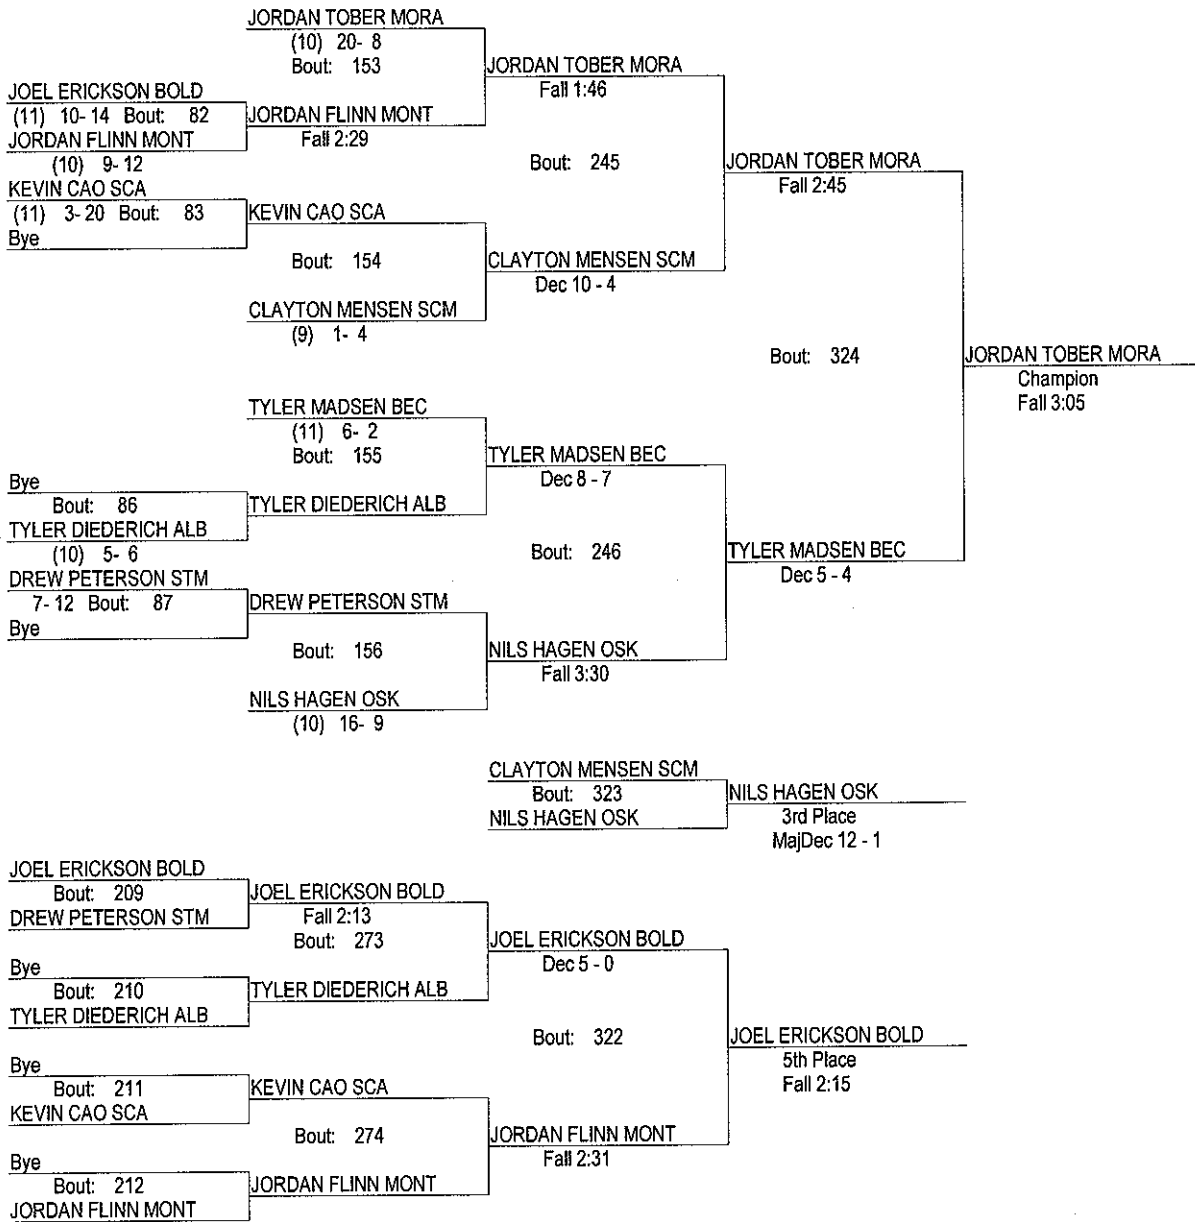 JORDAN TOBER MORA
(10) 20- 8
Bout: 153
JORDAN TOBER MORA
Fall 1:46
JOEL ERICKSON BOLD
(11) 10- 14 Bout: 82
JORDAN FLINN MONT
Fall 2:29
JORDAN FLINN MONT
(10) 9- 12
Bout: 245
JORDAN TOBER MORA
Fall 2:45
KEVIN CAO SCA
(11) 3- 20 Bout: 83
KEVIN CAO SCA
Bye
Bout: 154
CLAYTON MENSEN SCM
Dec 10 - 4
CLAYTON MENSEN SCM
(9) 1- 4
Bout: 324
JORDAN TOBER MORA
Champion
Fall 3:05
TYLER MADSEN BEC
(11) 6- 2
Bout: 155
TYLER MADSEN BEC
Dec 8 - 7
Bye
Bout: 86
TYLER DIEDERICH ALB
TYLER DIEDERICH ALB
(10) 5- 6
Bout: 246
TYLER MADSEN BEC
Dec 5 - 4
DREW PETERSON STM
7- 12 Bout: 87
DREW PETERSON STM
Bye
Bout: 156
NILS HAGEN OSK
Fall 3:30
NILS HAGEN OSK
(10) 16- 9
CLAYTON MENSEN SCM
Bout: 323
NILS HAGEN OSK
NILS HAGEN OSK
3rd Place
MajDec 12 - 1
JOEL ERICKSON BOLD
Bout: 209
JOEL ERICKSON BOLD
Fall 2:13
DREW PETERSON STM
Bout: 273
JOEL ERICKSON BOLD
Dec 5 - 0
Bye
Bout: 210
TYLER DIEDERICH ALB
TYLER DIEDERICH ALB
Bout: 322
JOEL ERICKSON BOLD
5th Place
Fall 2:15
Bye
Bout: 211
KEVIN CAO SCA
KEVIN CAO SCA
Bout: 274
JORDAN FLINN MONT
Fall 2:31
Bye
Bout: 212
JORDAN FLINN MONT
JORDAN FLINN MONT